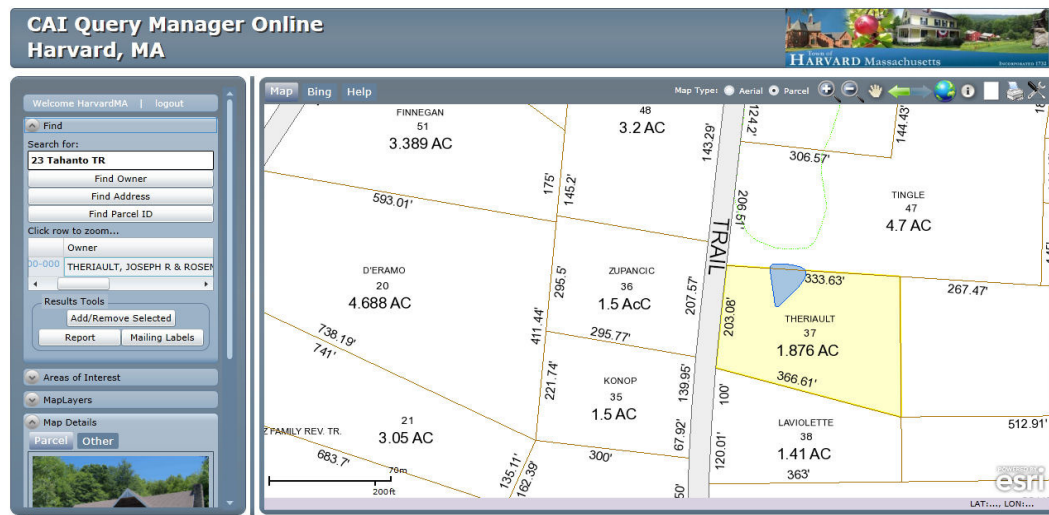 CAI Query Manager Online
Harvard, MA
Town of
HARVARD Massachusetts
INCORPORATED 1732
Welcome HarvardMA | logout
Find
Search for:
23 Tahanto TR
Find Owner
Find Address
Find Parcel ID
Click row to zoom...
Owner
00-000 THERIAULT, JOSEPH R & ROSEM
Results Tools
Add/Remove Selected
Report Mailing Labels
Areas of Interest
MapLayers
Map Details
Parcel Other
Map Bing Help
Map Type: Aerial Parcel
FINNEGAN
51
3.389 AC
48
3.2 AC
143.29'
124.2'
144.43'
306.57'
175'
145.2'
593.01'
206.51'
TRAIL
TINGLE
47
4.7 AC
D'ERAMO
20
4.688 AC
295.5'
ZUPANCIC
36
1.5 AcC
207.57'
333.63'
267.47'
203.08'
THERIAULT
37
1.876 AC
738.19'
741'
411.44'
295.77'
366.61'
221.74'
KONOP
35
1.5 AC
139.95'
100'
Z FAMILY REV. TR.
21
3.05 AC
67.92'
120.01'
LAVIOLETTE
38
1.41 AC
512.91'
683.7'
135.11'
162.39'
300'
363'
50'
70m
200ft
POWERED BY
esri
LAT:..., LON:...